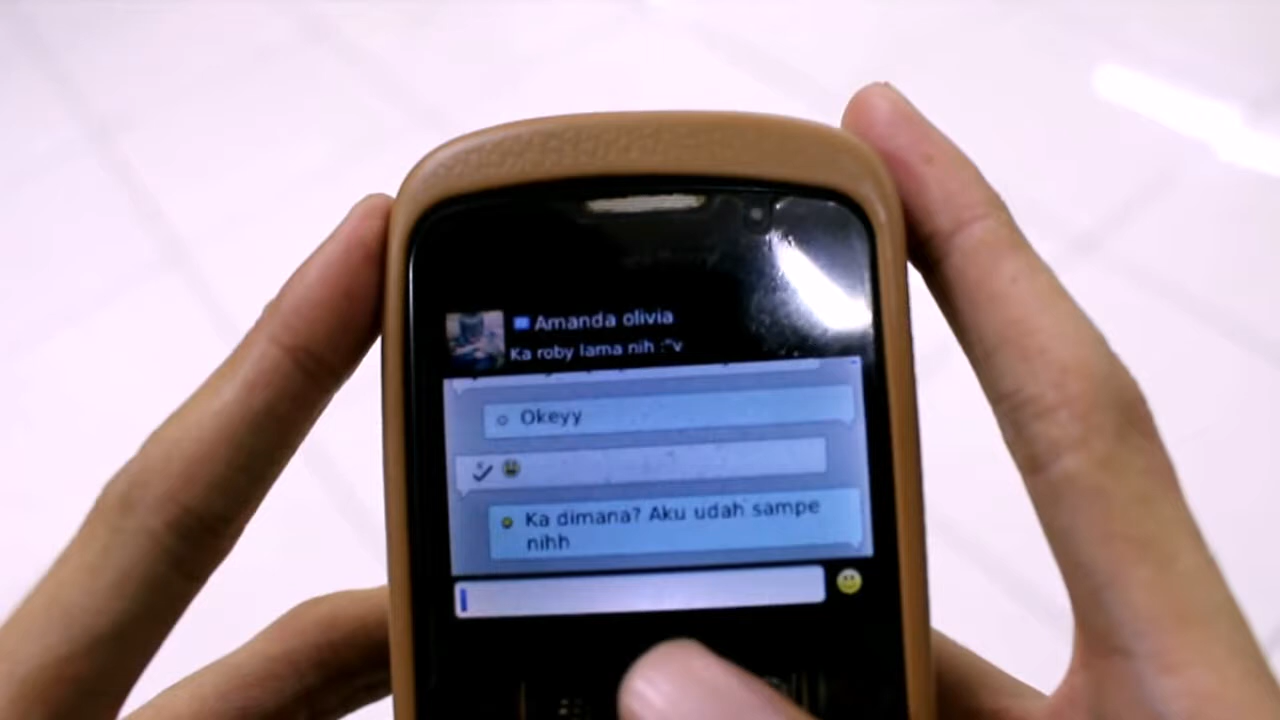 Amanda olivia
Ka roby lama nih :"v
Okeyy
Ka dimana? Aku udah sampe
nihh